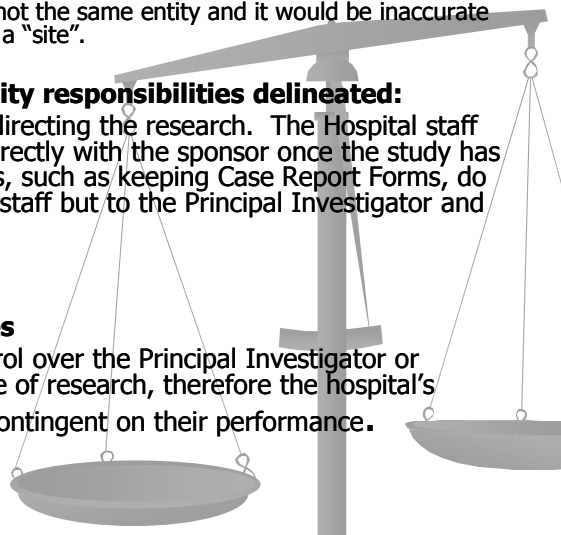 not the same entity and it would be inaccurate
a “site”.
ity responsibilities delineated:
directing the research. The Hospital staff
rectly with the sponsor once the study has
s, such as keeping Case Report Forms, do
staff but to the Principal Investigator and
s
rol over the Principal Investigator or
e of research, therefore the hospital’s
ontingent on their performance.